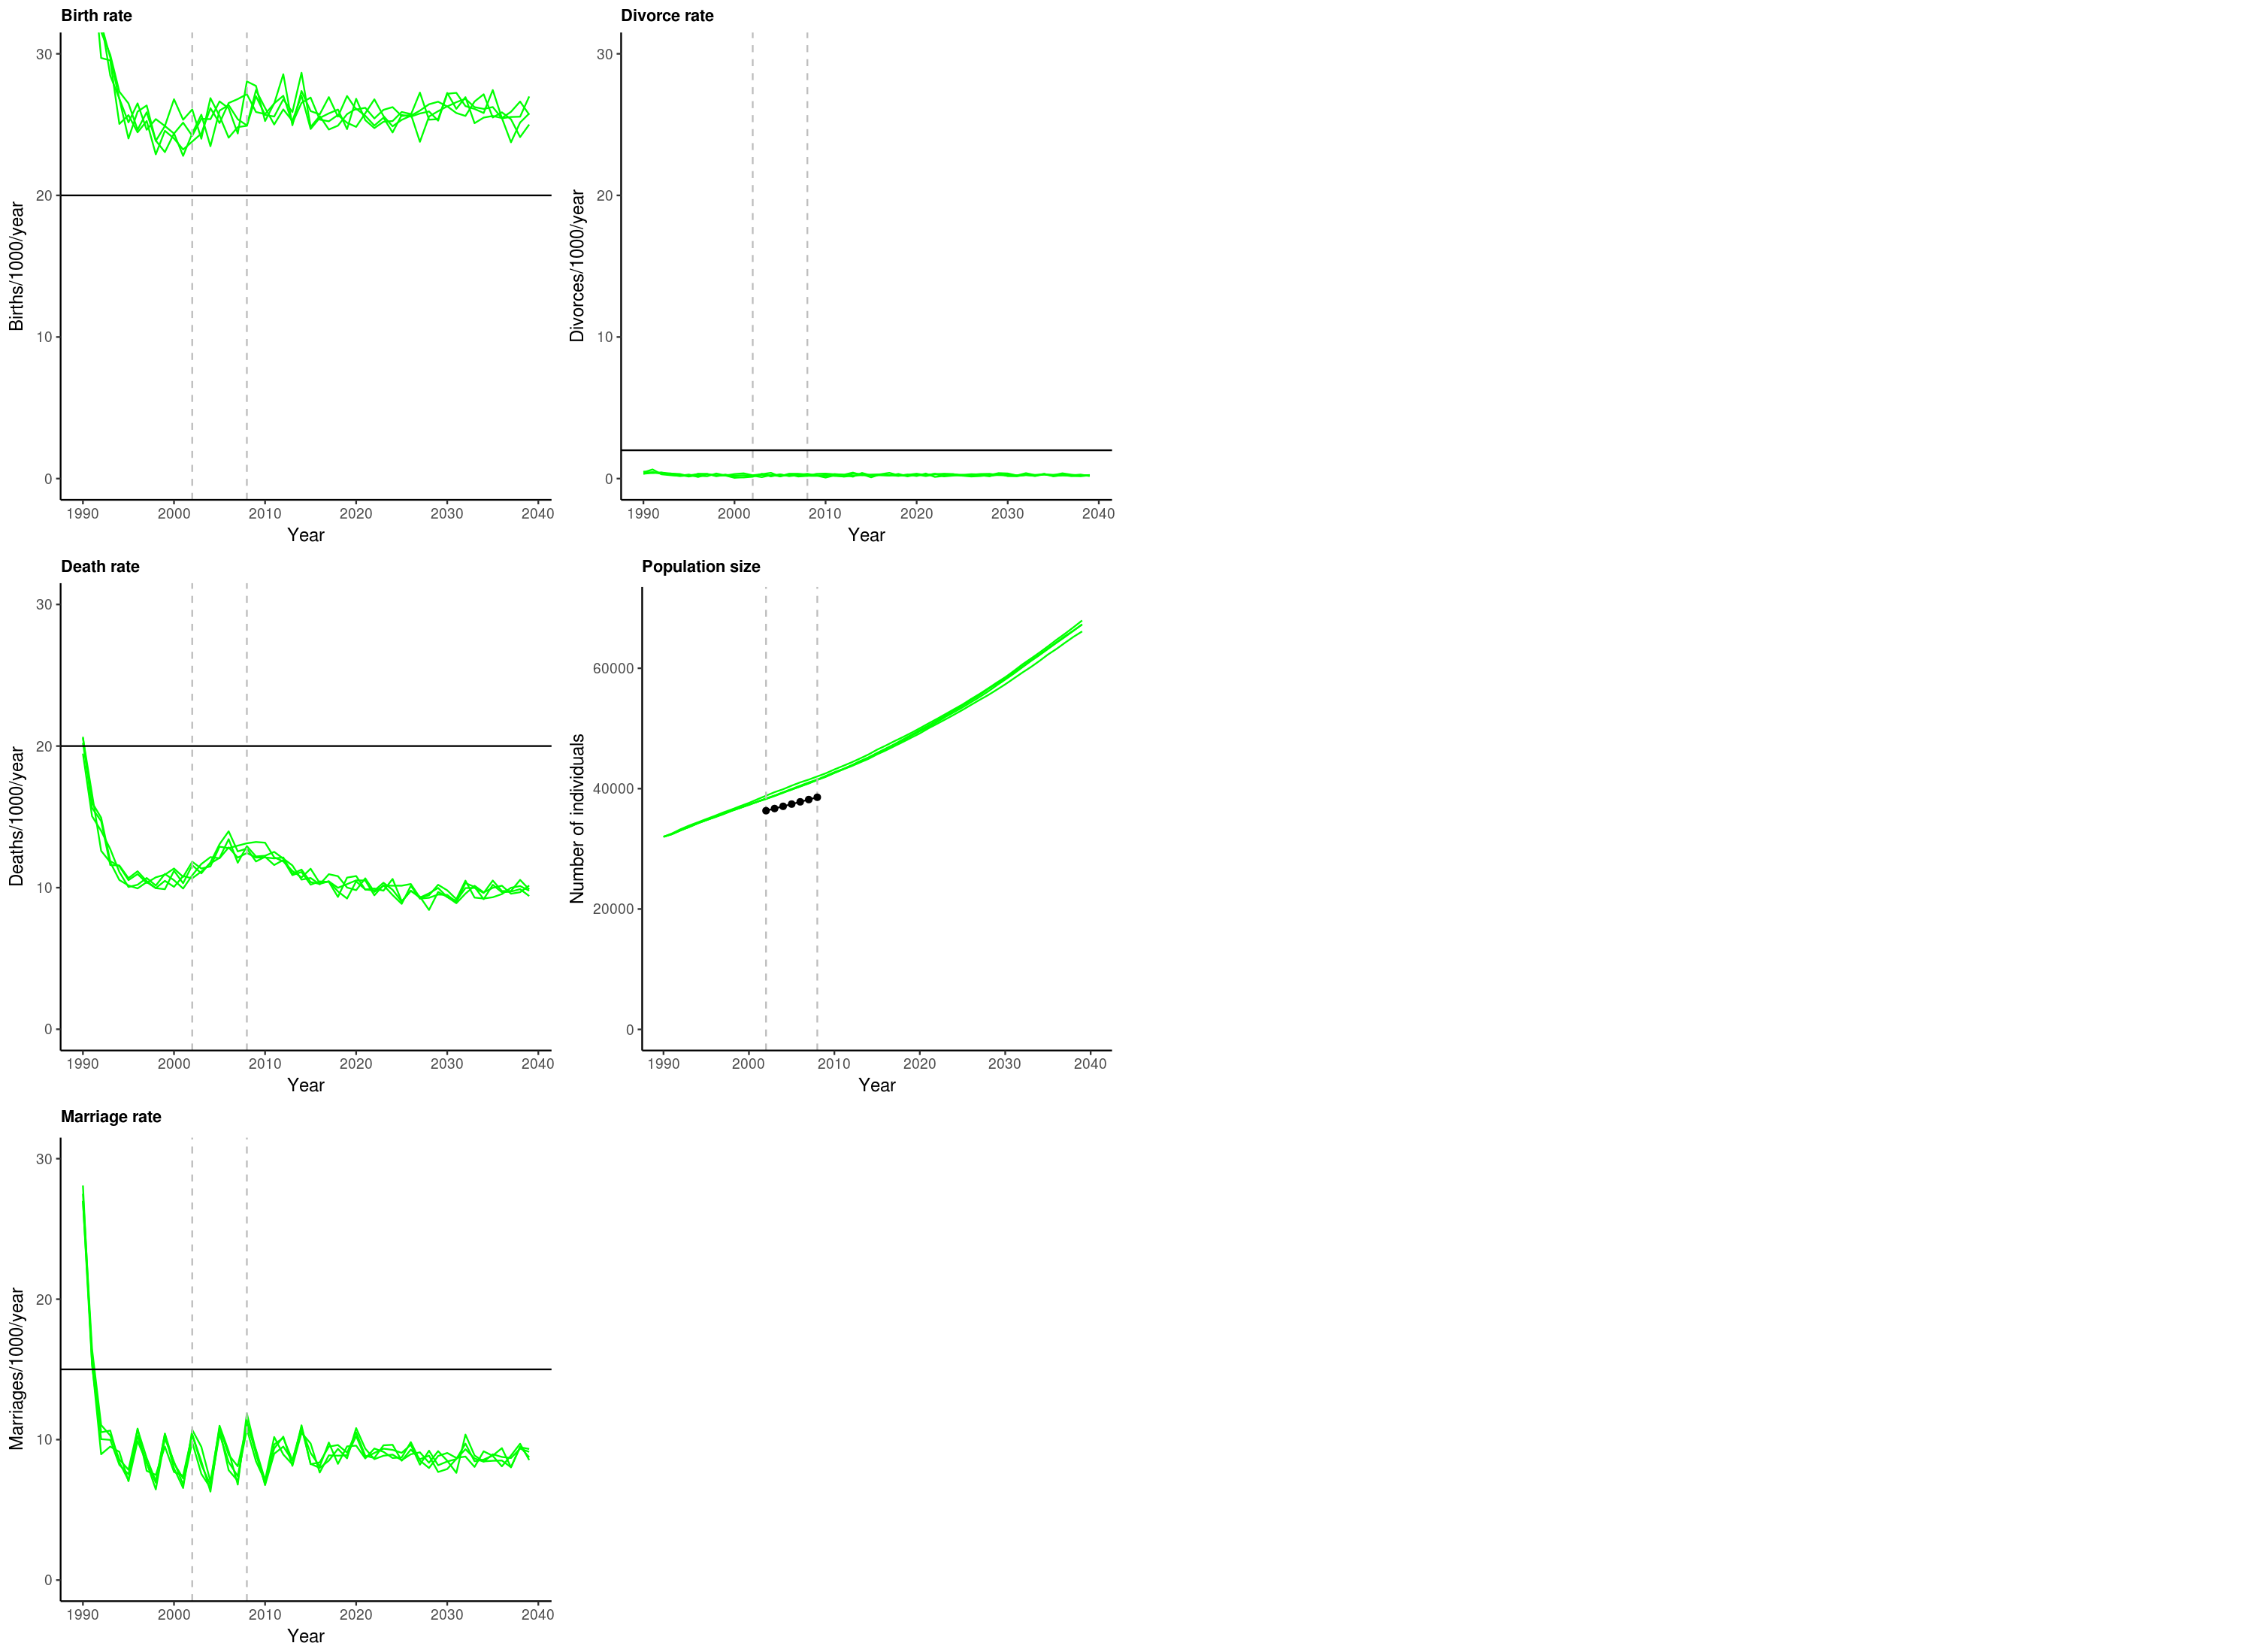 Birth rate
30
20
10
0
Births/1000/year
1990 2000 2010 2020 2030 2040
Year
Divorce rate
30
20
10
0
Divorces/1000/year
1990 2000 2010 2020 2030 2040
Year
Death rate
30
20
10
0
Deaths/1000/year
1990 2000 2010 2020 2030 2040
Year
Population size
60000
40000
20000
0
Number of individuals
1990 2000 2010 2020 2030 2040
Year
Marriage rate
30
20
10
0
Marriages/1000/year
1990 2000 2010 2020 2030 2040
Year